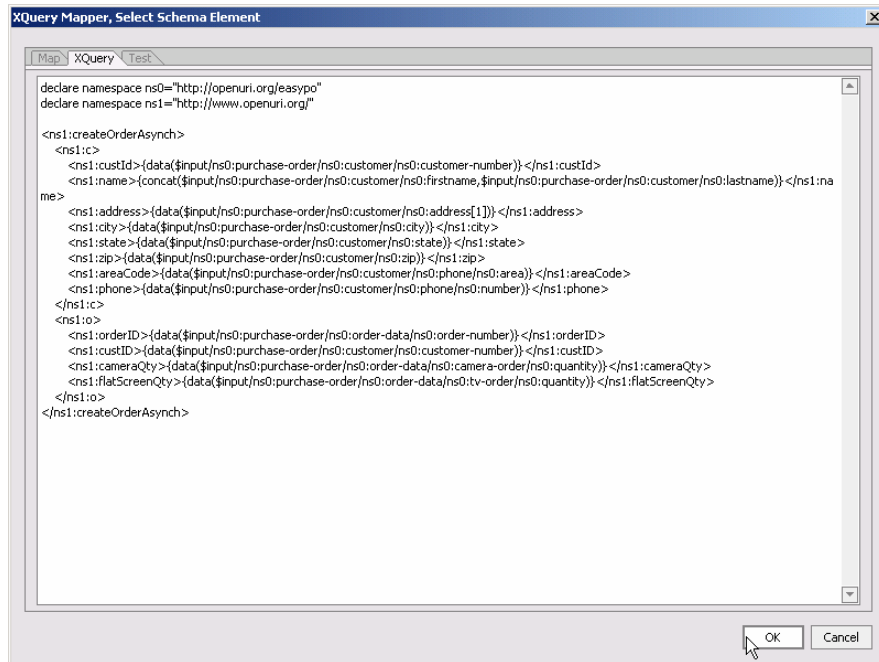 XQuery Mapper, Select Schema Element
Map XQuery Test
declare namespace ns0="http://openuri.org/easypo"
declare namespace ns1="http://www.openuri.org/"
<ns1:createOrderAsynch>
<ns1:c>
<ns1:custId>{data($input/ns0:purchase-order/ns0:customer/ns0:customer-number)}</ns1:custId>
<ns1:name>{concat($input/ns0:purchase-order/ns0:customer/ns0:firstname,$input/ns0:purchase-order/ns0:customer/ns0:lastname)}</ns1:na
me>
<ns1:address>{data($input/ns0:purchase-order/ns0:customer/ns0:address[1])}</ns1:address>
<ns1:city>{data($input/ns0:purchase-order/ns0:customer/ns0:city)}</ns1:city>
<ns1:state>{data($input/ns0:purchase-order/ns0:customer/ns0:state)}</ns1:state>
<ns1:zip>{data($input/ns0:purchase-order/ns0:customer/ns0:zip)}</ns1:zip>
<ns1:areaCode>{data($input/ns0:purchase-order/ns0:customer/ns0:phone/ns0:area)}</ns1:areaCode>
<ns1:phone>{data($input/ns0:purchase-order/ns0:customer/ns0:phone/ns0:number)}</ns1:phone>
</ns1:c>
<ns1:o>
<ns1:orderID>{data($input/ns0:purchase-order/ns0:order-data/ns0:order-number)}</ns1:orderID>
<ns1:custID>{data($input/ns0:purchase-order/ns0:customer/ns0:customer-number)}</ns1:custID>
<ns1:cameraQty>{data($input/ns0:purchase-order/ns0:order-data/ns0:camera-order/ns0:quantity)}</ns1:cameraQty>
<ns1:flatScreenQty>{data($input/ns0:purchase-order/ns0:order-data/ns0:tv-order/ns0:quantity)}</ns1:flatScreenQty>
</ns1:o>
</ns1:createOrderAsynch>
OK Cancel